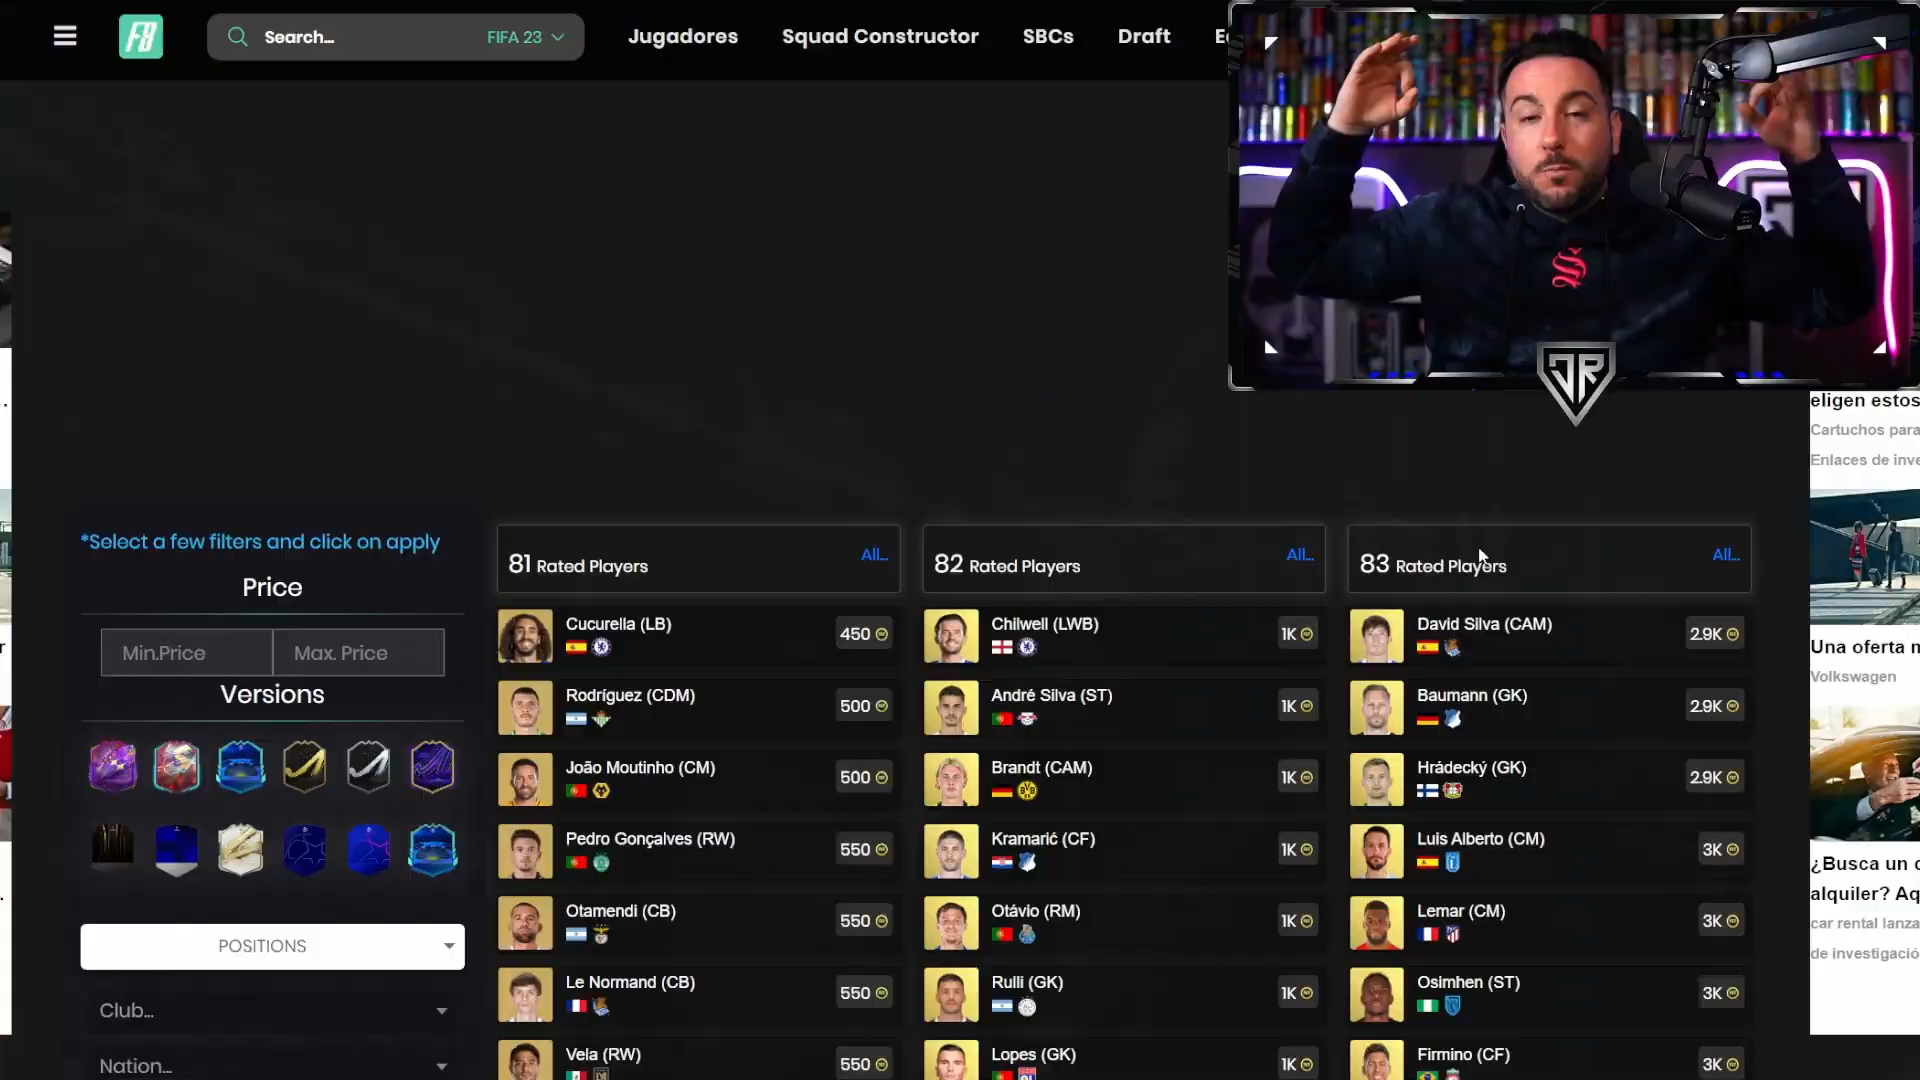 FB
Search...
FIFA 23
Jugadores
Squad Constructor
SBCs
Draft
JR
eligen estos
Cartuchos para
Enlaces de inve
*Select a few filters and click on apply
Price
Min.Price
Max. Price
Versions
POSITIONS
Club...
Nation...
81 Rated Players
All...
Cucurella (LB)
450
Rodríguez (CDM)
500
João Moutinho (CM)
500
Pedro Gonçalves (RW)
550
Otamendi (CB)
550
Le Normand (CB)
550
Vela (RW)
550
82 Rated Players
All...
Chilwell (LWB)
1K
André Silva (ST)
1K
Brandt (CAM)
1K
Kramarić (CF)
1K
Otávio (RM)
1K
Rulli (GK)
1K
Lopes (GK)
1K
83 Rated Players
All...
David Silva (CAM)
2.9K
Baumann (GK)
2.9K
Hrádecký (GK)
2.9K
Luis Alberto (CM)
3K
Lemar (CM)
3K
Osimhen (ST)
3K
Firmino (CF)
3K
Una oferta
Volkswagen
¿Busca un
alquiler?
car rental lanza
de investigació